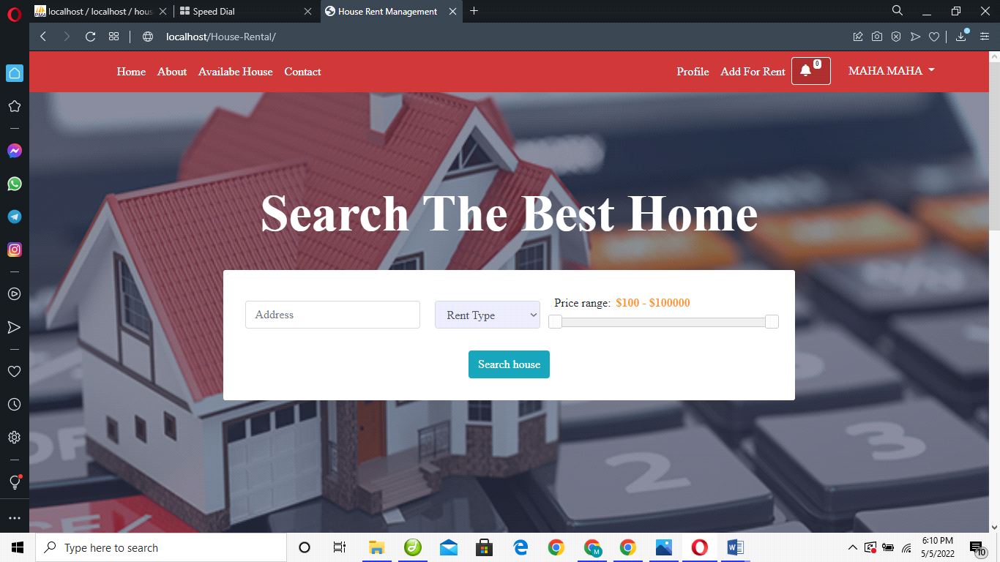 localhost / localhost / hous
Speed Dial
House Rent Management
localhost/House-Rental/
Home About Availabe House Contact
Profile Add For Rent 0 MAHA MAHA
Search The Best Home
Address
Rent Type
Price range: $100 - $100000
Search house
2
3
Type here to search
M
W
6:10 PM
5/5/2022
10